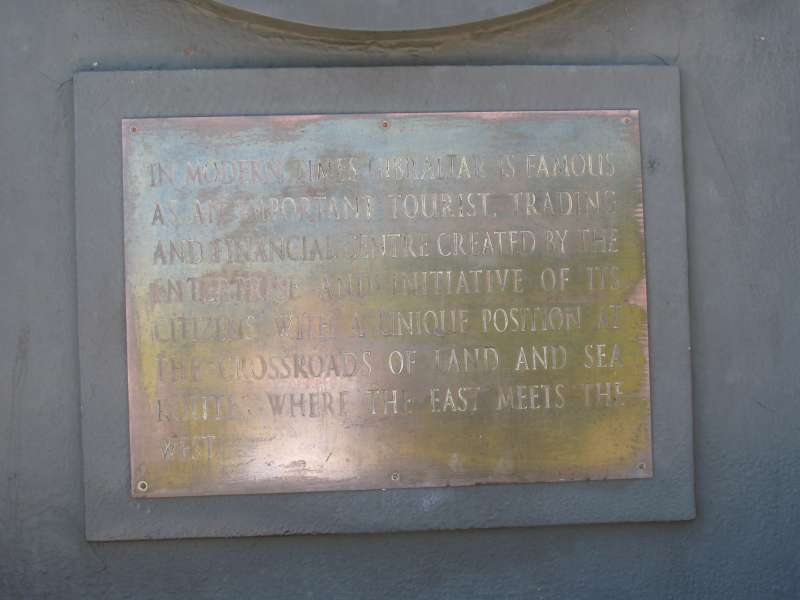 IN MODERN TIMES GIBRALTAR IS FAMOUS
AS AN IMPORTANT TOURIST, TRADING
AND FINANCIAL CENTRE CREATED BY THE
ENTERPRISE AND INITIATIVE OF ITS
CITIZENS WITH A UNIQUE POSITION AT
THE CROSSROADS OF LAND AND SEA
ROUTES WHERE THE EAST MEETS THE
WEST.